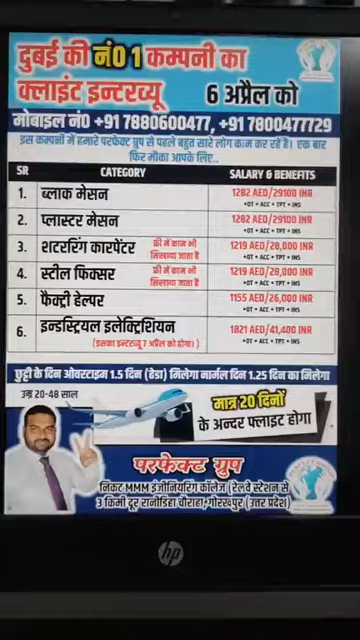 दुबई की नं0 1 कम्पनी का
क्लाइंट इन्टरव्यू 6 अप्रैल को
मोबाइल नं0 +91 7880600477, +91 7800477729
इस कम्पनी में हमारे परफेक्ट ग्रुप से पहले बहुत सारे लोग काम कर रहे हैं। एक बार
फिर मौका आपके लिए..
SR CATEGORY SALARY & BENEFITS
1. ब्लाक मेसन 1282 AED/29100 INR
+OT + ACC + TPT + INS
2. प्लास्टर मेसन 1282 AED/29100 INR
+OT + ACC + TPT + INS
3. शटररिंग कारपेंटर फ्री में काम भी सिखाया जाता है 1219 AED/28,000 INR
+OT + ACC + TPT + INS
4. स्टील फिक्सर फ्री में काम भी सिखाया जाता है 1219 AED/28,000 INR
+OT + ACC + TPT + INS
5. फैक्ट्री हेल्पर 1155 AED/26,000 INR
+OT + ACC + TPT + INS
6. इन्डस्ट्रियल इलेक्ट्रिशियन 1821 AED/41,400 INR
(इसका इन्टरव्यू 7 अप्रैल को होगा।) +OT + ACC + TPT + INS
छुट्टी के दिन ओवरटाइम 1.5 दिन (डेढा) मिलेगा नार्मल दिन 1.25 दिन का मिलेगा
उम्र 20-48 साल
मात्र 20 दिनों
के अन्दर फ्लाइट होगा
परफेक्ट ग्रुप
निकट MMM इंजीनियरिंग कॉलेज (रेलवे स्टेशन से
3 किमी दूर रानीडिहा चौराहा, गोरखपुर (उत्तर प्रदेश)
hp